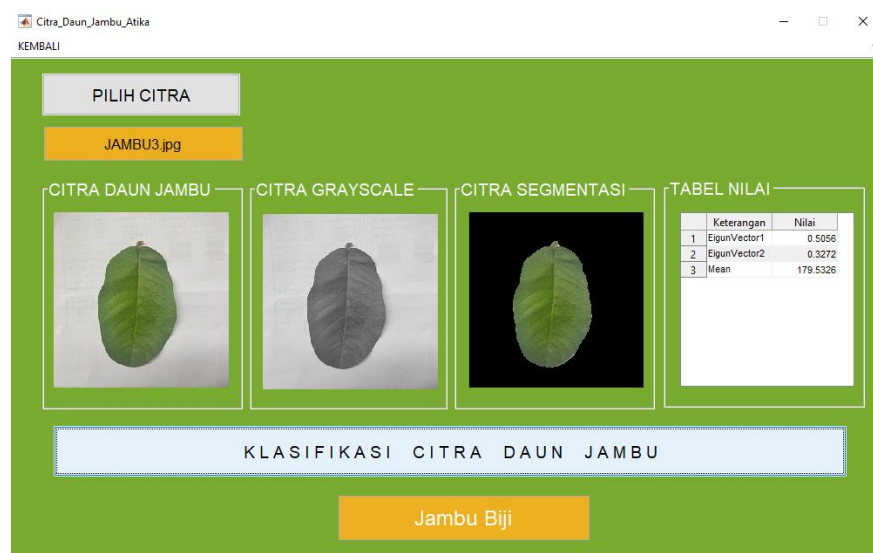 Citra_Daun_Jambu_Atika
KEMBALI
PILIH CITRA
JAMBU3.jpg
CITRA DAUN JAMBU
CITRA GRAYSCALE
CITRA SEGMENTASI
TABEL NILAI
Keterangan Nilai
1 EigunVector1 0.5056
2 EigunVector2 0.3272
3 Mean 179.5326
KLASIFIKASI CITRA DAUN JAMBU
Jambu Biji